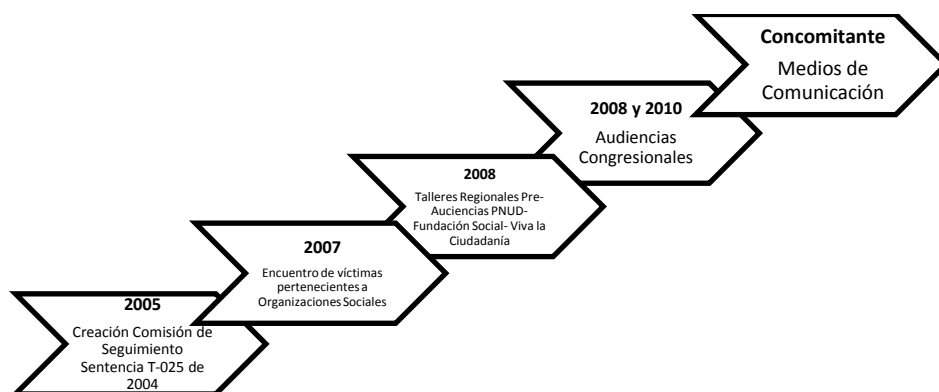 2005
Creación Comisión de
Seguimiento
Sentencia T-025 de
2004
2007
Encuentro de víctimas
pertenecientes a
Organizaciones Sociales
2008
Talleres Regionales Pre-
Auciencias PNUD-
Fundación Social- Viva la
Ciudadanía
2008 y 2010
Audiencias
Congresionales
Concomitante
Medios de
Comunicación